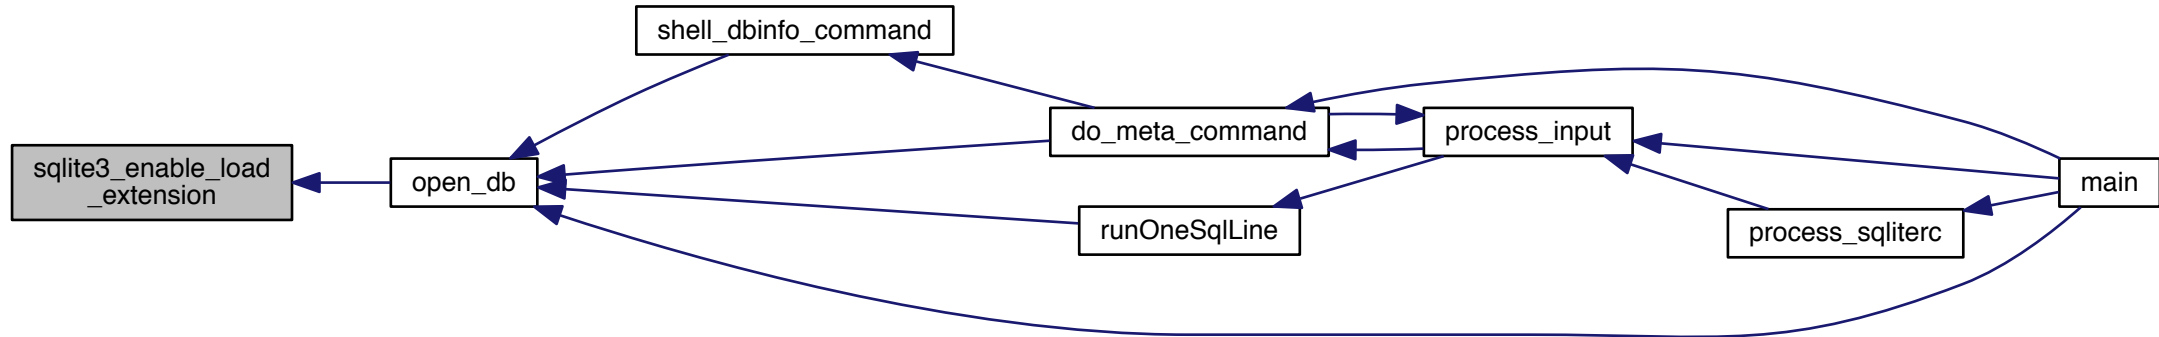 shell_dbinfo_command
do_meta_command
process_input
sqlite3_enable_load
_extension
open_db
main
runOneSqlLine
process_sqliterc